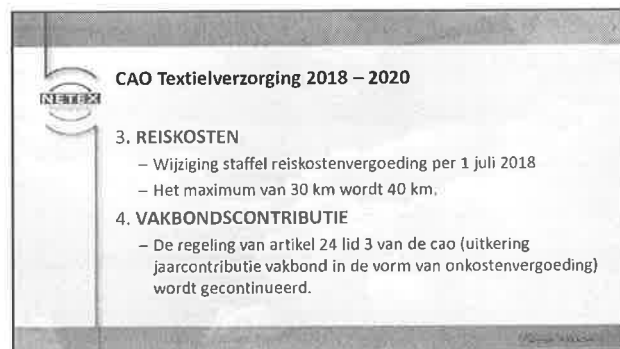 NETEX
CAO Textielverzorging 2018 – 2020
3. REISKOSTEN
– Wijziging staffel reiskostenvergoeding per 1 juli 2018
– Het maximum van 30 km wordt 40 km.
4. VAKBONDSCONTRIBUTIE
– De regeling van artikel 24 lid 3 van de cao (uitkering
jaarcontributie vakbond in de vorm van onkostenvergoeding)
wordt gecontinueerd.